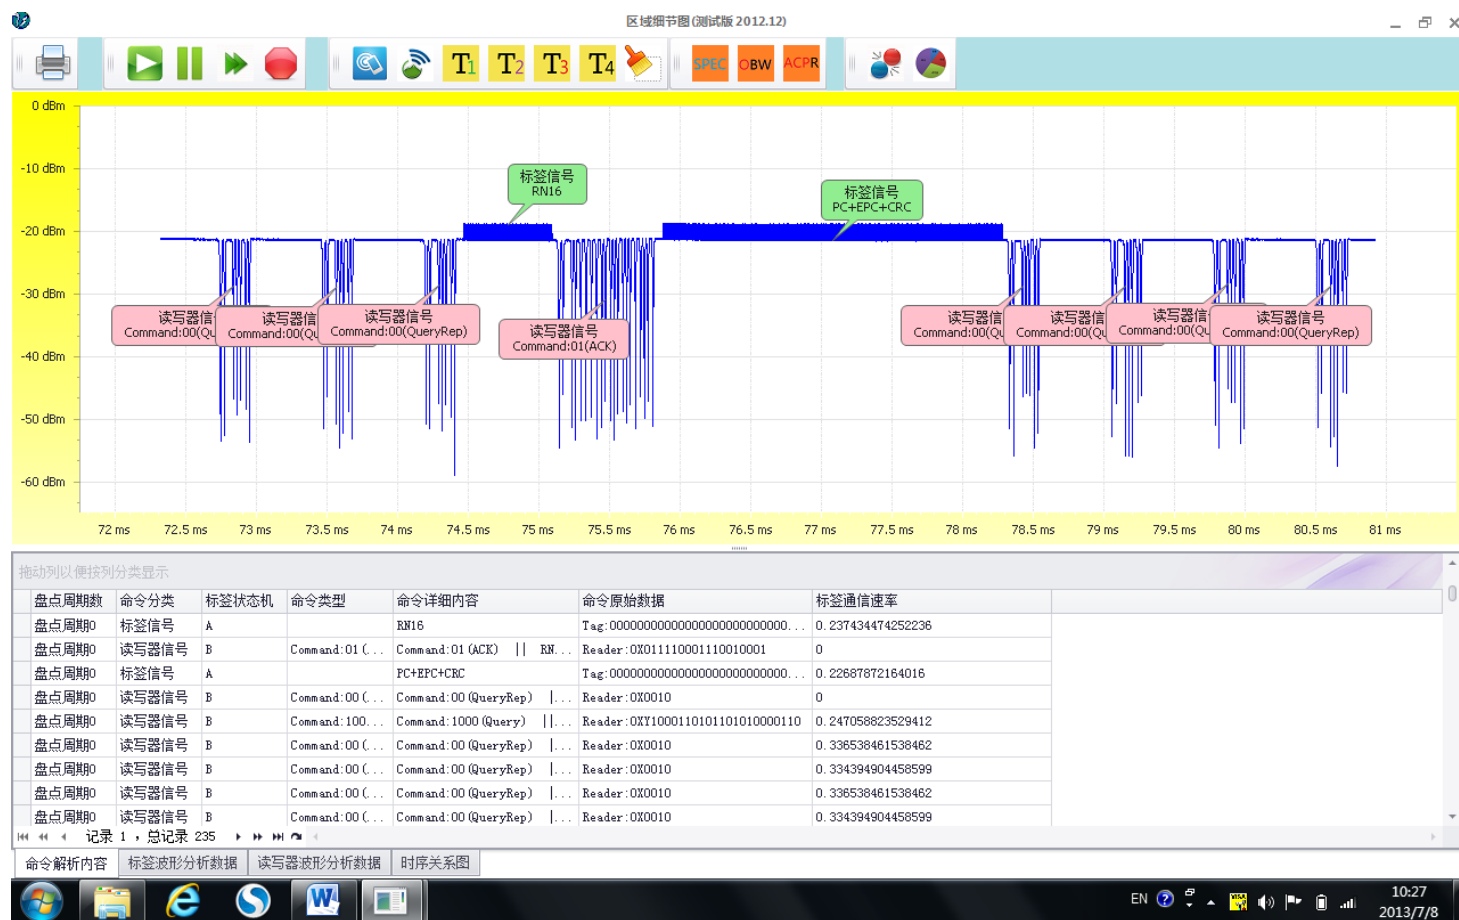 区域细节图(测试版 2012.12)
T1 T2 T3 T4 SPEC OBW ACPR
0 dBm
-10 dBm
-20 dBm
-30 dBm
-40 dBm
-50 dBm
-60 dBm
标签信号
RN16
标签信号
PC+EPC+CRC
读写器信
Command:00(Qu
读写器信
Command:00(Qu
读写器信号
Command:00(QueryRep)
读写器信号
Command:01(ACK)
读写器信
Command:00(Qu
读写器信
Command:00(Qu
读写器信
Command:00(Qu
读写器信号
Command:00(QueryRep)
72 ms 72.5 ms 73 ms 73.5 ms 74 ms 74.5 ms 75 ms 75.5 ms 76 ms 76.5 ms 77 ms 77.5 ms 78 ms 78.5 ms 79 ms 79.5 ms 80 ms 80.5 ms 81 ms
拖动列以便按列分类显示
盘点周期数 命令分类 标签状态机 命令类型 命令详细内容 命令原始数据 标签通信速率
盘点周期0 标签信号 A RN16 Tag:00000000000000000000000000... 0.237434474252236
盘点周期0 读写器信号 B Command:01(... Command:01(ACK) || RN... Reader:0X011110001110010001 0
盘点周期0 标签信号 A PC+EPC+CRC Tag:00000000000000000000000000... 0.22687872164016
盘点周期0 读写器信号 B Command:00(... Command:00(QueryRep) |... Reader:0X0010 0
盘点周期0 读写器信号 B Command:100... Command:1000(Query) ||... Reader:0XY1000110101101010000110 0.247058823529412
盘点周期0 读写器信号 B Command:00(... Command:00(QueryRep) |... Reader:0X0010 0.336538461538462
盘点周期0 读写器信号 B Command:00(... Command:00(QueryRep) |... Reader:0X0010 0.334394904458599
盘点周期0 读写器信号 B Command:00(... Command:00(QueryRep) |... Reader:0X0010 0.336538461538462
盘点周期0 读写器信号 B Command:00(... Command:00(QueryRep) |... Reader:0X0010 0.334394904458599
记录 1 , 总记录 235
命令解析内容 标签波形分析数据 读写器波形分析数据 时序关系图
EN 10:27
2013/7/8